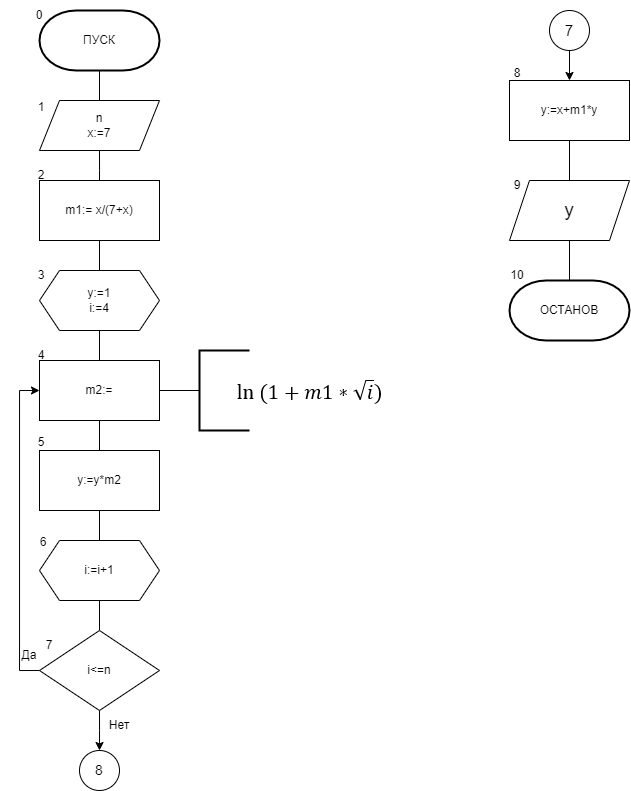 0
ПУСК
1
n
x:=7
2
m1:= x/(7+x)
3
y:=1
i:=4
4
m2:=
ln (1 + m1 ∗ √i)
5
y:=y*m2
6
i:=i+1
7
Да
i<=n
Нет
8
7
8
y:=x+m1*y
9
y
10
ОСТАНОВ